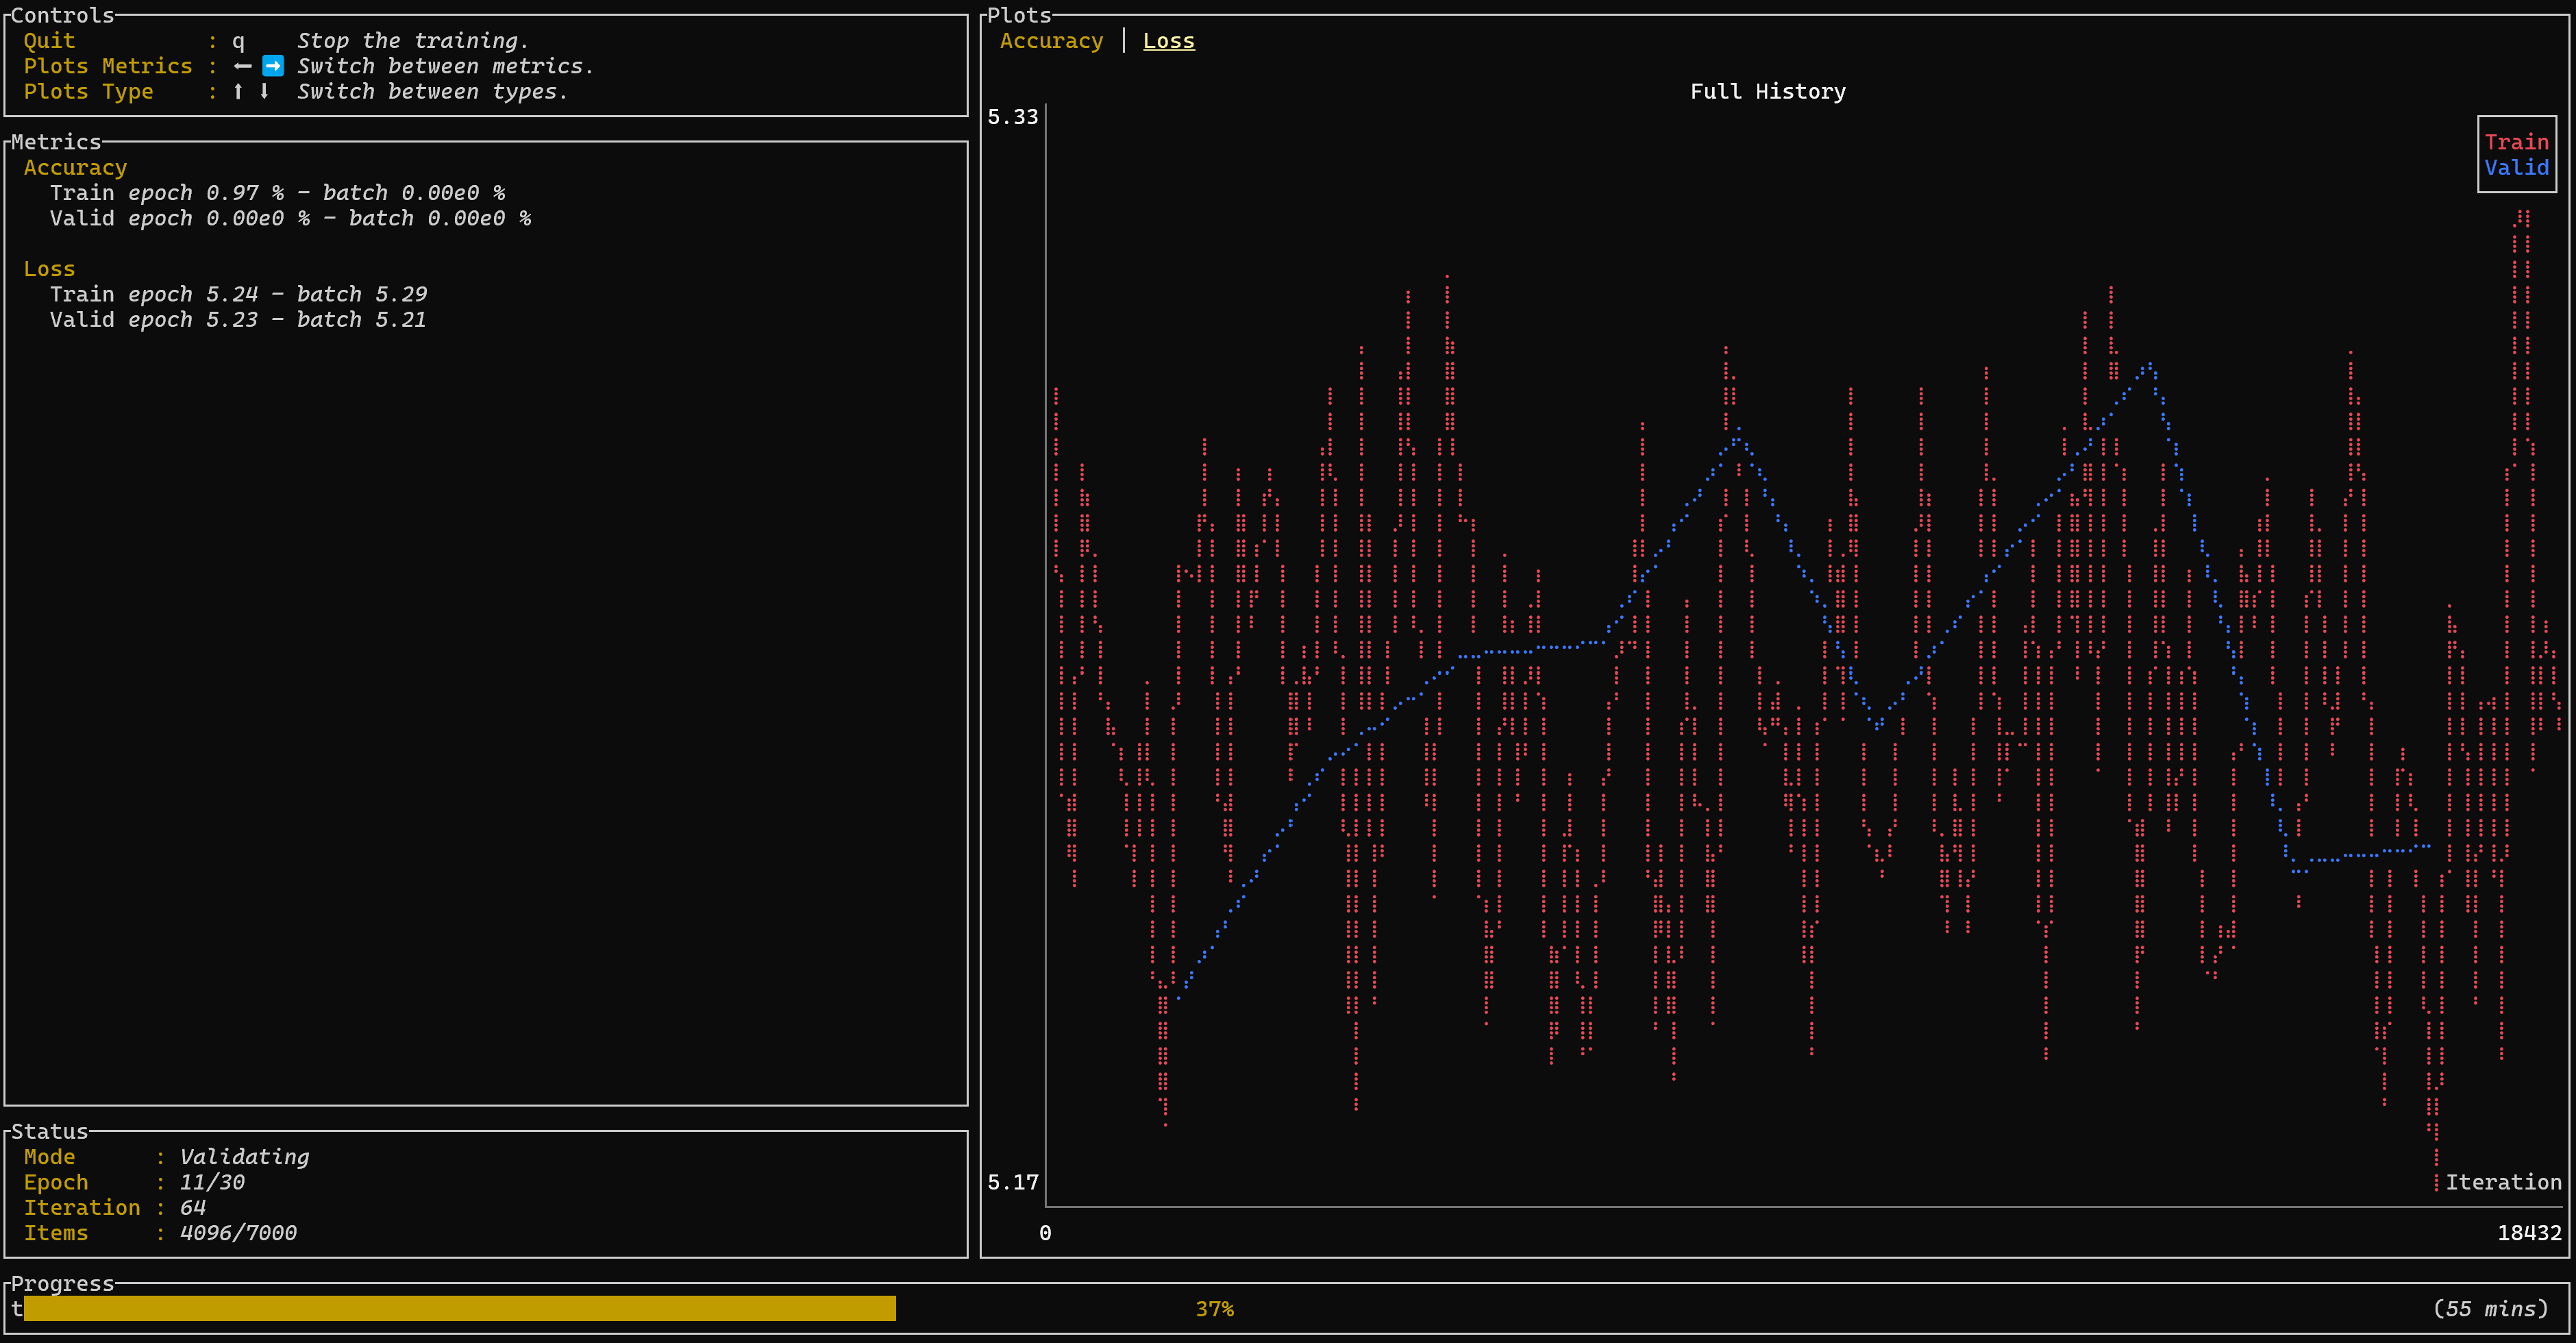 Controls
Quit : q Stop the training.
Plots Metrics : ← ➡ Switch between metrics.
Plots Type : ↑ ↓ Switch between types.
Metrics
Accuracy
Train epoch 0.97 % - batch 0.00e0 %
Valid epoch 0.00e0 % - batch 0.00e0 %
Loss
Train epoch 5.24 - batch 5.29
Valid epoch 5.23 - batch 5.21
Status
Mode : Validating
Epoch : 11/30
Iteration : 64
Items : 4096/7000
Plots
Accuracy | Loss
Full History
5.33
Train
Valid
5.17
Iteration
0 18432
Progress
t 37% (55 mins)